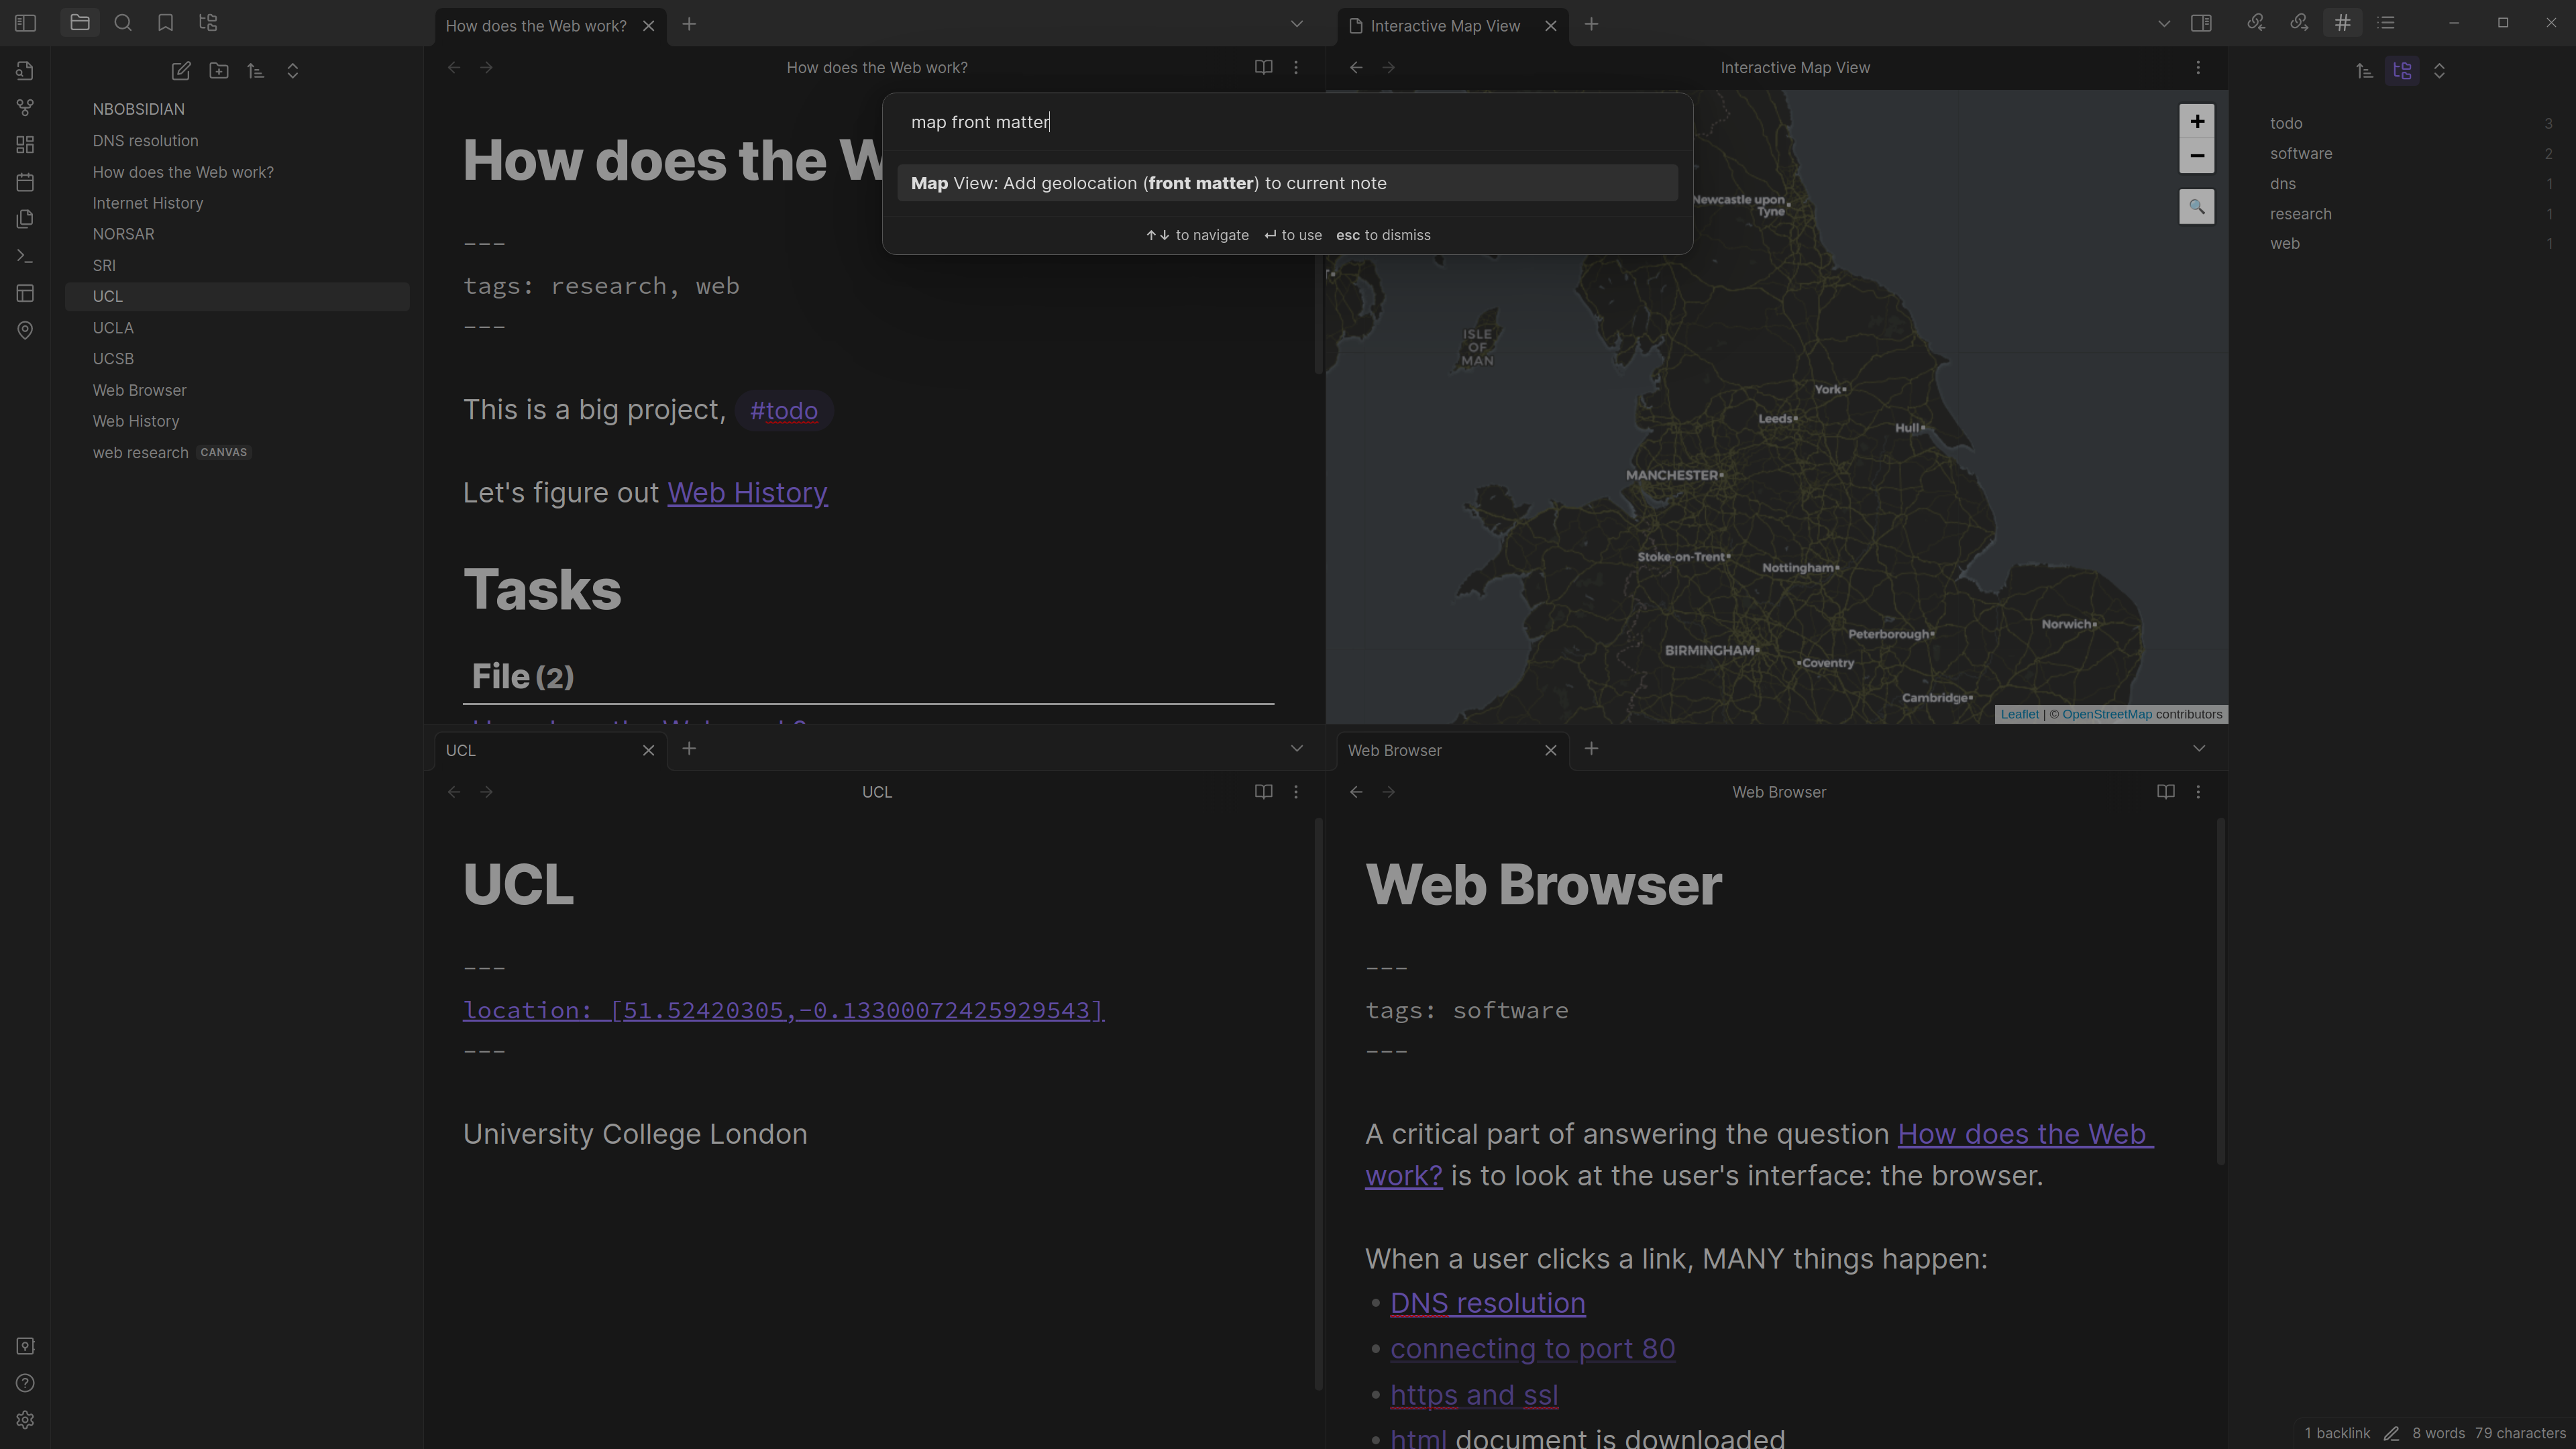 How does the Web work?
Interactive Map View
NBOBSIDIAN
DNS resolution
How does the Web work?
Internet History
NORSAR
SRI
UCL
UCLA
UCSB
Web Browser
Web History
web research CANVAS
How does the Web work?
How does the W
---
tags: research, web
---
This is a big project, #todo
Let's figure out Web History
Tasks
File (2)
map front matter
Map View: Add geolocation (front matter) to current note
↑↓ to navigate ↵ to use esc to dismiss
Interactive Map View
+
−
Newcastle upon
Tyne
ISLE
OF
MAN
York
Leeds
Hull
MANCHESTER
Stoke-on-Trent
Nottingham
Norwich
Peterborough
BIRMINGHAM
Coventry
Cambridge
Leaflet | © OpenStreetMap contributors
todo 3
software 2
dns 1
research 1
web 1
UCL
UCL
UCL
---
location: [51.52420305,-0.13300072425929543]
---
University College London
Web Browser
Web Browser
Web Browser
---
tags: software
---
A critical part of answering the question How does the Web
work? is to look at the user's interface: the browser.
When a user clicks a link, MANY things happen:
• DNS resolution
• connecting to port 80
• https and ssl
• html document is downloaded
1 backlink 8 words 79 characters